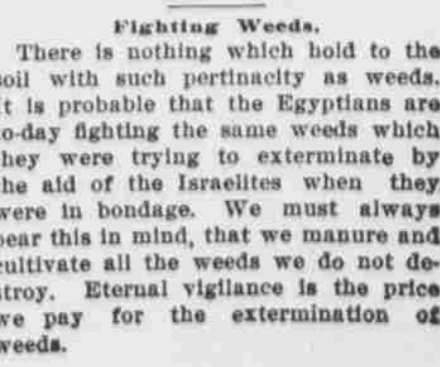 Fighting Weeds.
There is nothing which hold to the
soil with such pertinacity as weeds.
It is probable that the Egyptians are
to-day fighting the same weeds which
they were trying to exterminate by
the aid of the Israelites when they
were in bondage. We must always
bear this in mind, that we manure and
cultivate all the weeds we do not de-
stroy. Eternal vigilance is the price
we pay for the extermination of
weeds.